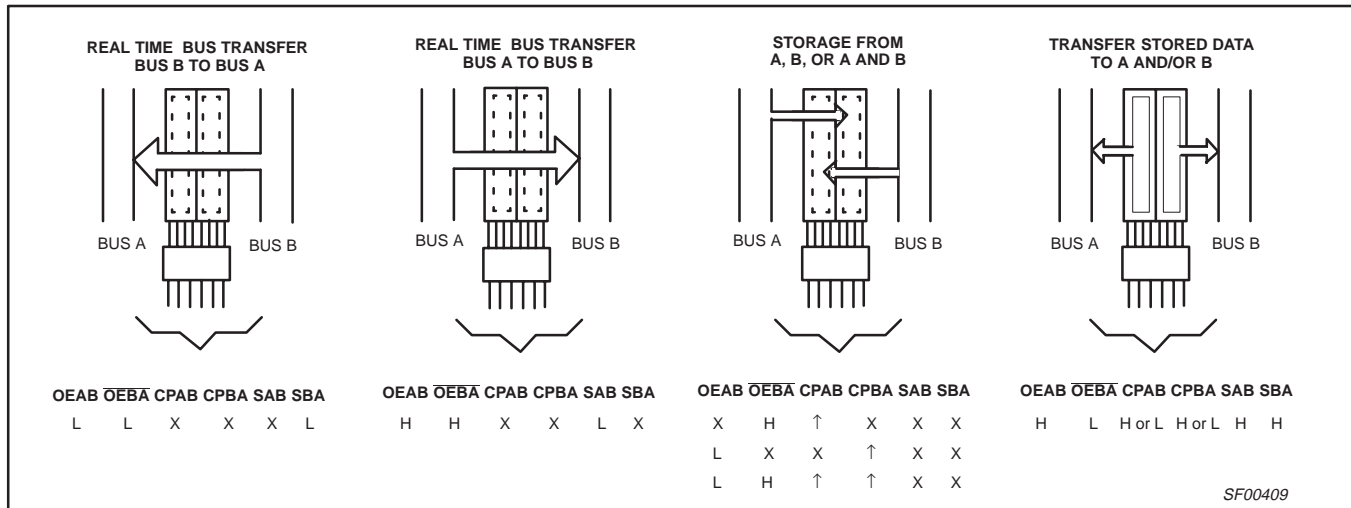 REAL TIME BUS TRANSFER
BUS B TO BUS A
BUS A
BUS B
OEAB OEBA CPAB CPBA SAB SBA
L L X X X L
REAL TIME BUS TRANSFER
BUS A TO BUS B
BUS A
BUS B
OEAB OEBA CPAB CPBA SAB SBA
H H X X L X
STORAGE FROM
A, B, OR A AND B
BUS A
BUS B
OEAB OEBA CPAB CPBA SAB SBA
X H ↑ X X X
L X X ↑ X X
L H ↑ ↑ X X
TRANSFER STORED DATA
TO A AND/OR B
BUS A
BUS B
OEAB OEBA CPAB CPBA SAB SBA
H L H or L H or L H H
SF00409